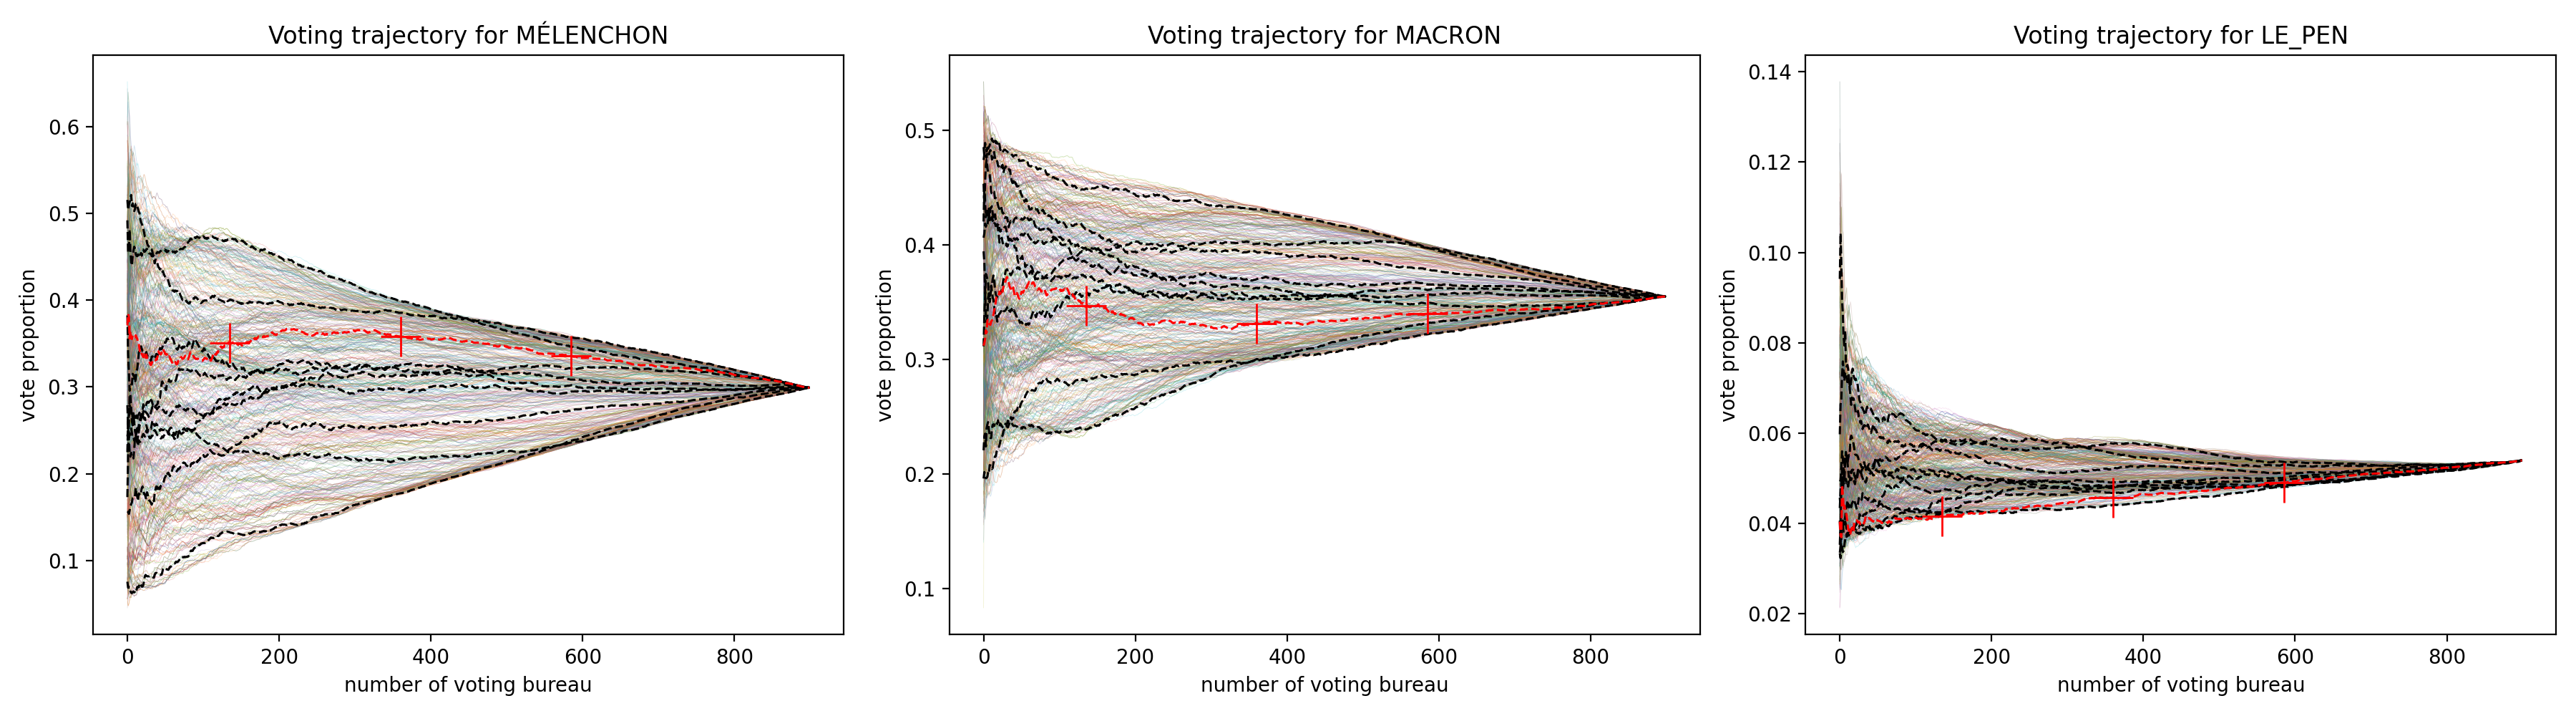 Voting trajectory for MÉLENCHON
vote proportion
0.6
0.5
0.4
0.3
0.2
0.1
0 200 400 600 800
number of voting bureau
Voting trajectory for MACRON
vote proportion
0.5
0.4
0.3
0.2
0.1
0 200 400 600 800
number of voting bureau
Voting trajectory for LE_PEN
vote proportion
0.14
0.12
0.10
0.08
0.06
0.04
0.02
0 200 400 600 800
number of voting bureau